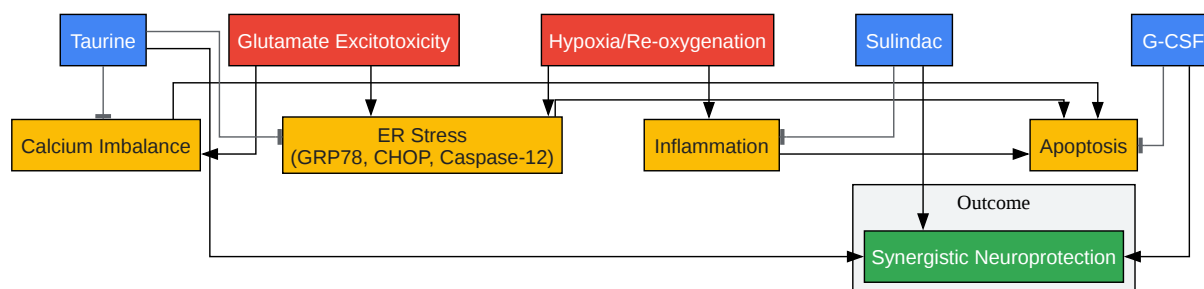 Taurine
Glutamate Excitotoxicity
Hypoxia/Re-oxygenation
Sulindac
G-CSF
Calcium Imbalance
ER Stress
(GRP78, CHOP, Caspase-12)
Inflammation
Apoptosis
Outcome
Synergistic Neuroprotection